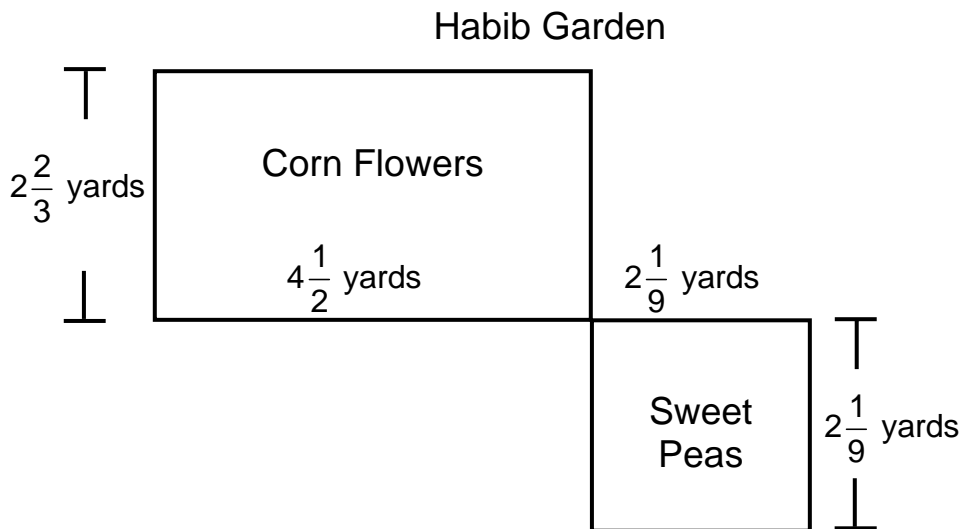 Habib Garden
Corn Flowers
2 2/3 yards
4 1/2 yards
2 1/9 yards
Sweet
Peas
2 1/9 yards